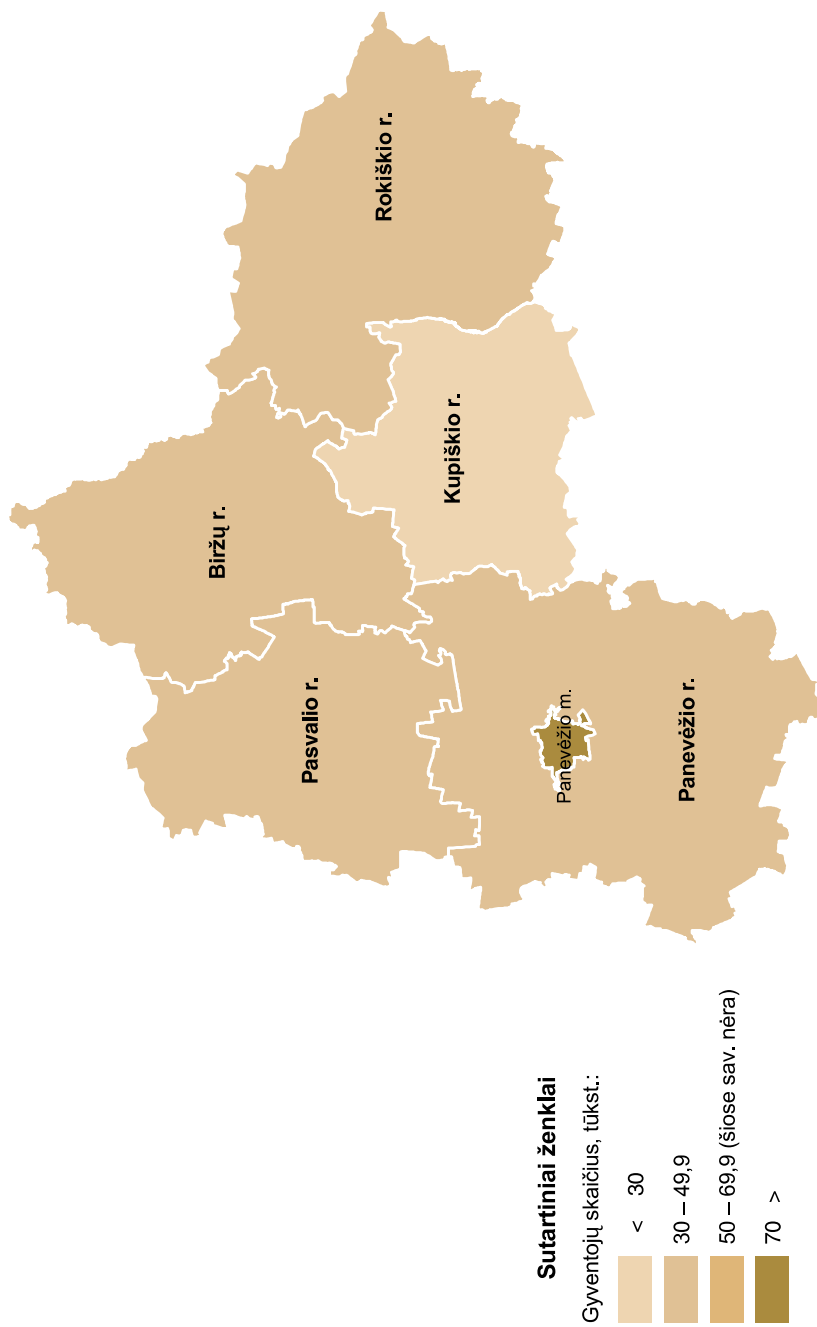 Rokiškio r.
Biržų r.
Kupiškio r.
Pasvalio r.
Panevėžio m.
Panevėžio r.
Sutartiniai ženklai
Gyventojų skaičius, tūkst.:
< 30
30 – 49,9
50 – 69,9 (šiose sav. nėra)
70 >